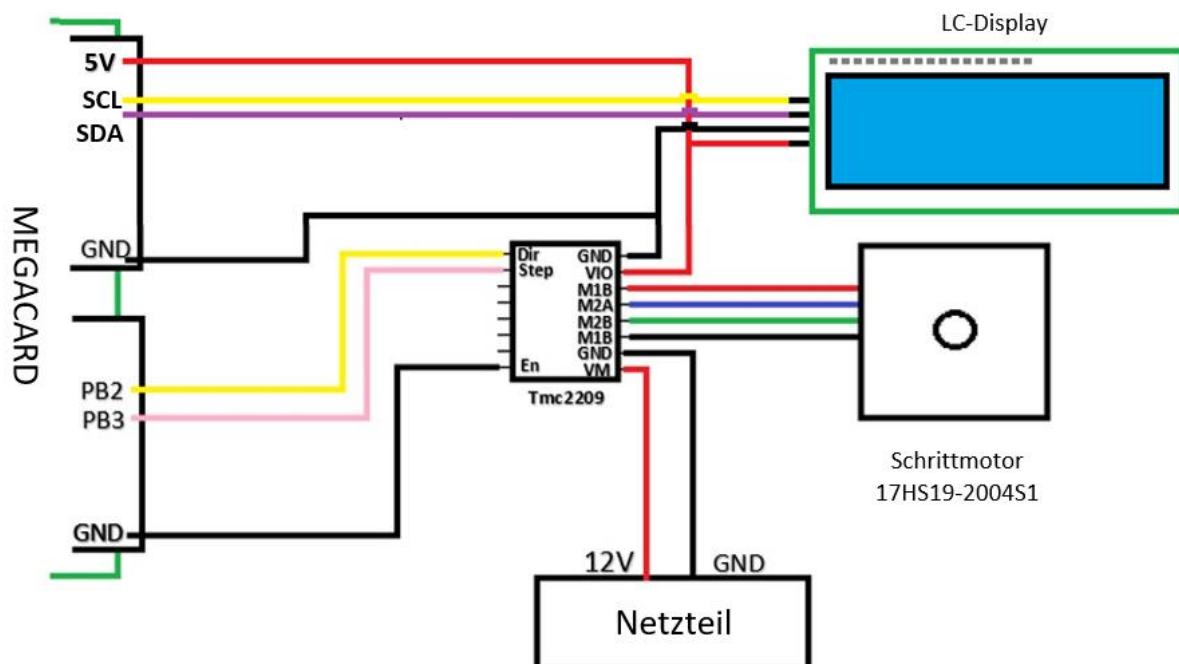 LC-Display
5V
SCL
SDA
MEGACARD
GND
Dir
Step
En
GND
VIO
M1B
M2A
M2B
M1B
GND
VM
Tmc2209
PB2
PB3
GND
Schrittmotor
17HS19-2004S1
12V
GND
Netzteil